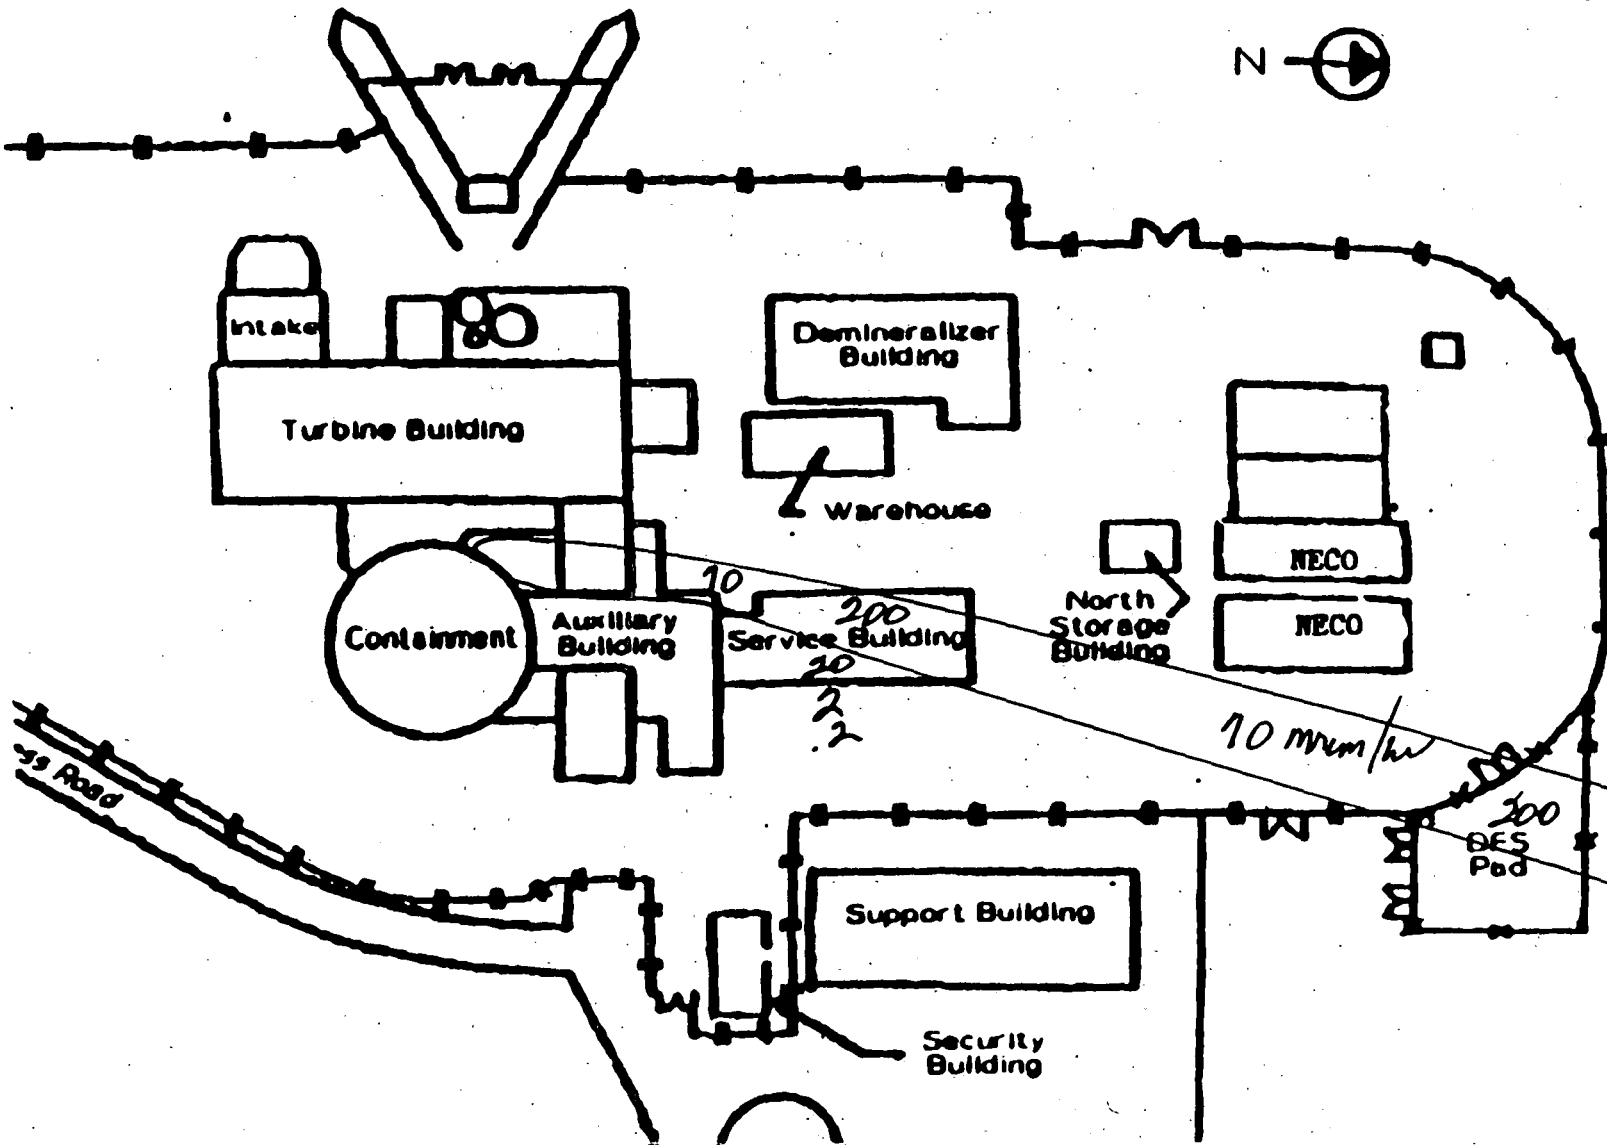 N
Intake
Demineralizer
Building
Turbine Building
Warehouse
NECO
10
North
Storage
Building
200
Auxiliary
Building
Containment
Service Building
NECO
20
2
.2
10 mrem/hr
Road
200
DES
Pad
Support Building
Security
Building